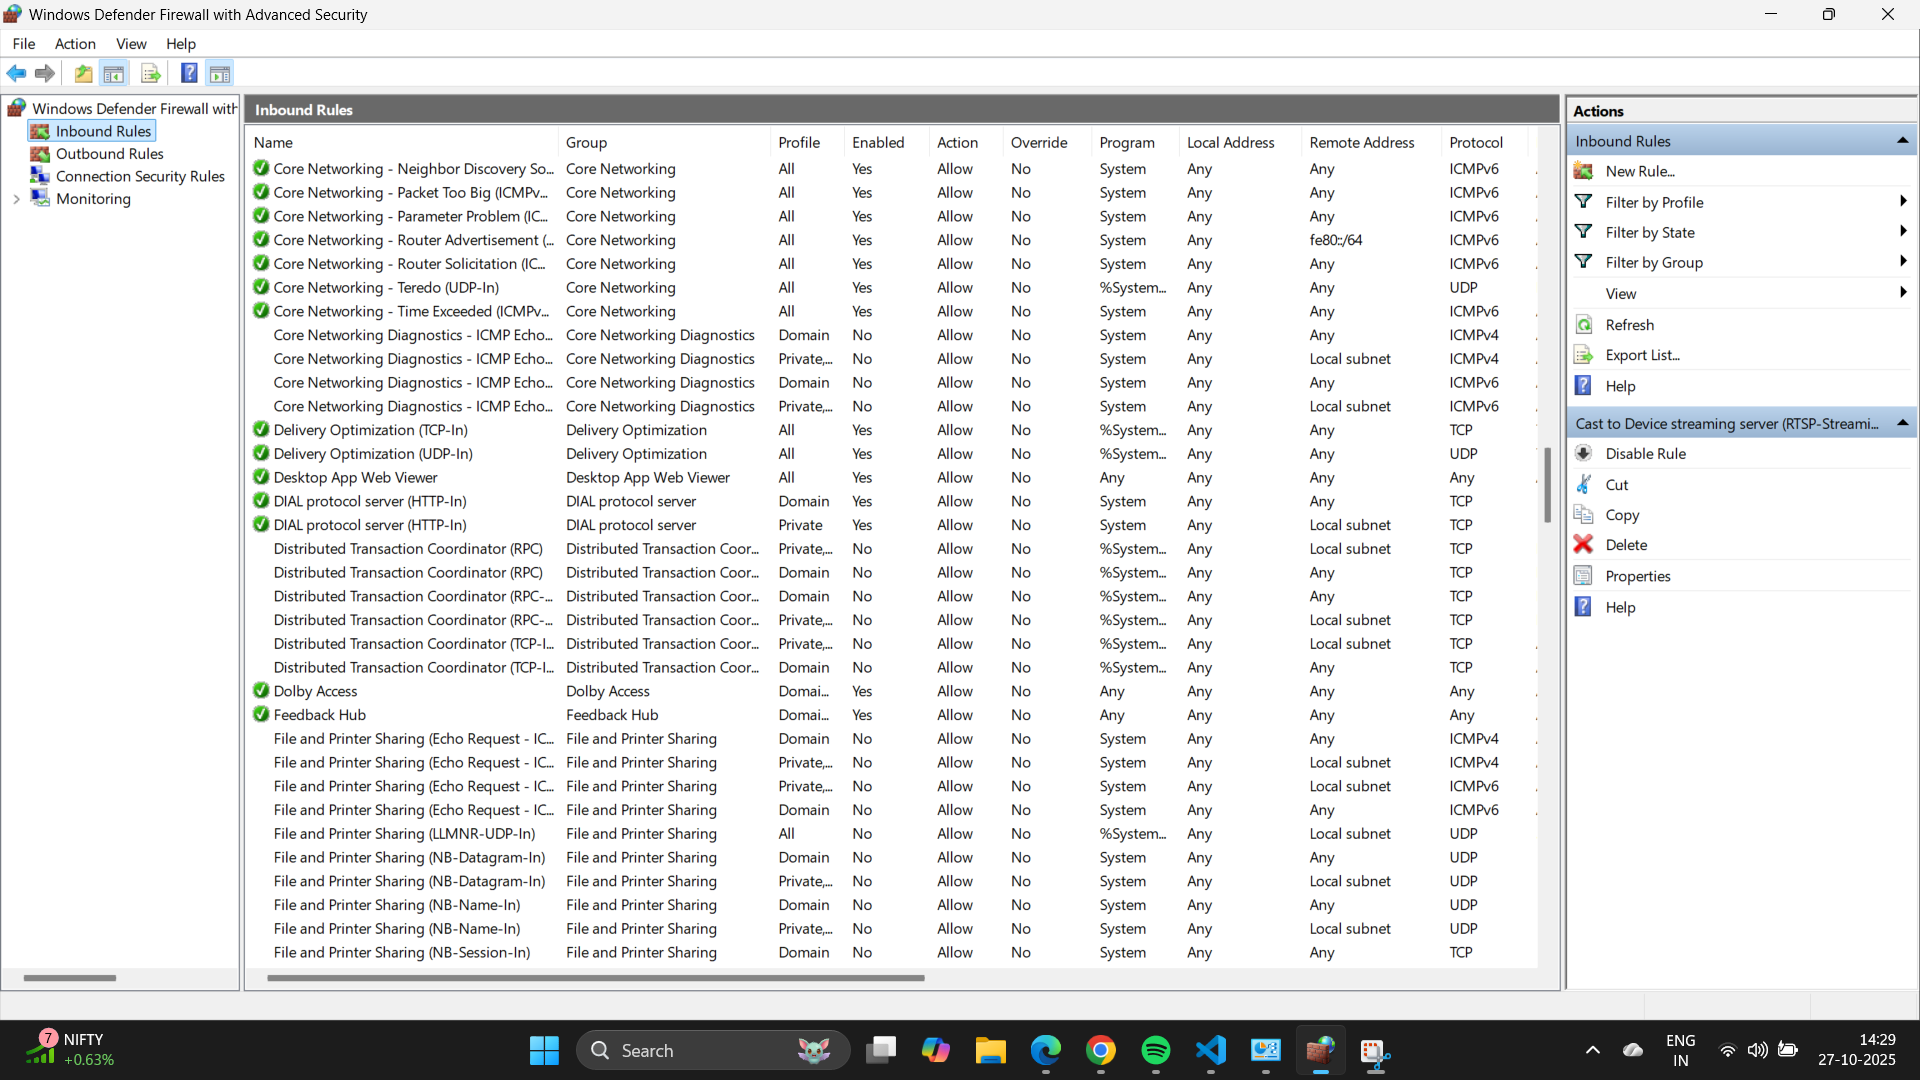 Windows Defender Firewall with Advanced Security
File Action View Help
Windows Defender Firewall with
Inbound Rules
Outbound Rules
Connection Security Rules
Monitoring
Inbound Rules
Name Group Profile Enabled Action Override Program Local Address Remote Address Protocol
Core Networking - Neighbor Discovery So... Core Networking All Yes Allow No System Any Any ICMPv6
Core Networking - Packet Too Big (ICMPv... Core Networking All Yes Allow No System Any Any ICMPv6
Core Networking - Parameter Problem (IC... Core Networking All Yes Allow No System Any Any ICMPv6
Core Networking - Router Advertisement (... Core Networking All Yes Allow No System Any fe80::/64 ICMPv6
Core Networking - Router Solicitation (IC... Core Networking All Yes Allow No System Any Any ICMPv6
Core Networking - Teredo (UDP-In) Core Networking All Yes Allow No %System... Any Any UDP
Core Networking - Time Exceeded (ICMPv... Core Networking All Yes Allow No System Any Any ICMPv6
Core Networking Diagnostics - ICMP Echo... Core Networking Diagnostics Domain No Allow No System Any Any ICMPv4
Core Networking Diagnostics - ICMP Echo... Core Networking Diagnostics Private,... No Allow No System Any Local subnet ICMPv4
Core Networking Diagnostics - ICMP Echo... Core Networking Diagnostics Domain No Allow No System Any Any ICMPv6
Core Networking Diagnostics - ICMP Echo... Core Networking Diagnostics Private,... No Allow No System Any Local subnet ICMPv6
Delivery Optimization (TCP-In) Delivery Optimization All Yes Allow No %System... Any Any TCP
Delivery Optimization (UDP-In) Delivery Optimization All Yes Allow No %System... Any Any UDP
Desktop App Web Viewer Desktop App Web Viewer All Yes Allow No Any Any Any Any
DIAL protocol server (HTTP-In) DIAL protocol server Domain Yes Allow No System Any Any TCP
DIAL protocol server (HTTP-In) DIAL protocol server Private Yes Allow No System Any Local subnet TCP
Distributed Transaction Coordinator (RPC) Distributed Transaction Coor... Private,... No Allow No %System... Any Local subnet TCP
Distributed Transaction Coordinator (RPC) Distributed Transaction Coor... Domain No Allow No %System... Any Any TCP
Distributed Transaction Coordinator (RPC-... Distributed Transaction Coor... Domain No Allow No %System... Any Any TCP
Distributed Transaction Coordinator (RPC-... Distributed Transaction Coor... Private,... No Allow No %System... Any Local subnet TCP
Distributed Transaction Coordinator (TCP-I... Distributed Transaction Coor... Private,... No Allow No %System... Any Local subnet TCP
Distributed Transaction Coordinator (TCP-I... Distributed Transaction Coor... Domain No Allow No %System... Any Any TCP
Dolby Access Dolby Access Domai... Yes Allow No Any Any Any Any
Feedback Hub Feedback Hub Domai... Yes Allow No Any Any Any Any
File and Printer Sharing (Echo Request - IC... File and Printer Sharing Domain No Allow No System Any Any ICMPv4
File and Printer Sharing (Echo Request - IC... File and Printer Sharing Private,... No Allow No System Any Local subnet ICMPv4
File and Printer Sharing (Echo Request - IC... File and Printer Sharing Private,... No Allow No System Any Local subnet ICMPv6
File and Printer Sharing (Echo Request - IC... File and Printer Sharing Domain No Allow No System Any Any ICMPv6
File and Printer Sharing (LLMNR-UDP-In) File and Printer Sharing All No Allow No %System... Any Local subnet UDP
File and Printer Sharing (NB-Datagram-In) File and Printer Sharing Domain No Allow No System Any Any UDP
File and Printer Sharing (NB-Datagram-In) File and Printer Sharing Private,... No Allow No System Any Local subnet UDP
File and Printer Sharing (NB-Name-In) File and Printer Sharing Domain No Allow No System Any Any UDP
File and Printer Sharing (NB-Name-In) File and Printer Sharing Private,... No Allow No System Any Local subnet UDP
File and Printer Sharing (NB-Session-In) File and Printer Sharing Domain No Allow No System Any Any TCP
Actions
Inbound Rules
New Rule...
Filter by Profile
Filter by State
Filter by Group
View
Refresh
Export List...
Help
Cast to Device streaming server (RTSP-Streami...
Disable Rule
Cut
Copy
Delete
Properties
Help
7 NIFTY
+0.63%
Search
ENG
IN
14:29
27-10-2025